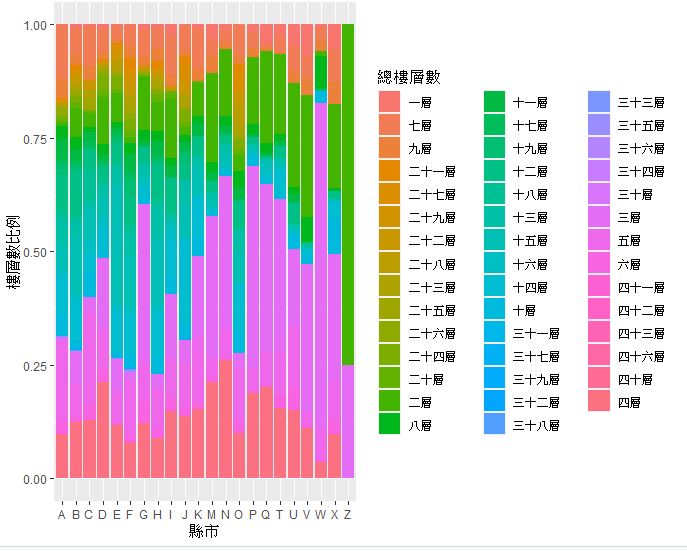 1.00
0.75
0.50
0.25
0.00
樓層數比例
A B C D E F G H I J K M N O P Q T U V W X Z
縣市
總樓層數
一層
七層
九層
二十一層
二十七層
二十九層
二十二層
二十八層
二十三層
二十五層
二十六層
二十四層
二十層
二層
八層
十一層
十七層
十九層
十二層
十八層
十三層
十五層
十六層
十四層
十層
三十一層
三十七層
三十九層
三十二層
三十八層
三十三層
三十五層
三十六層
三十四層
三十層
三層
五層
六層
四十一層
四十二層
四十三層
四十六層
四十層
四層